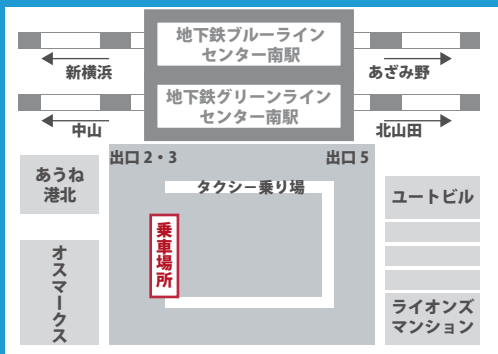 地下鉄ブルーライン
センター南駅
新横浜
あざみ野
地下鉄グリーンライン
センター南駅
中山
北山田
出口 2・3
出口 5
タクシー乗り場
あうね
港北
ユートビル
乗車場所
オスマークス
ライオンズ
マンション